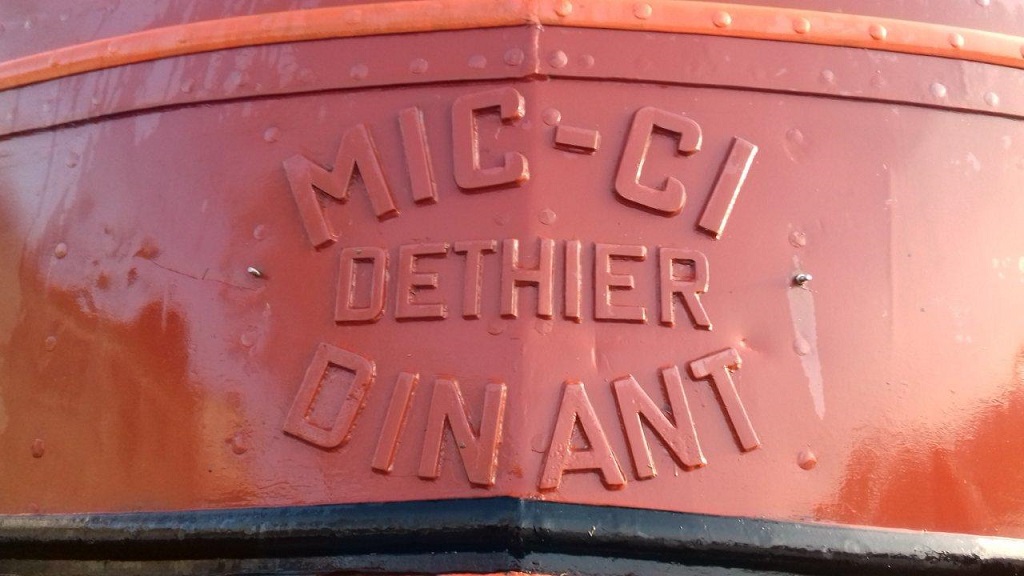 MIC-CI
DETHIER
DINANT